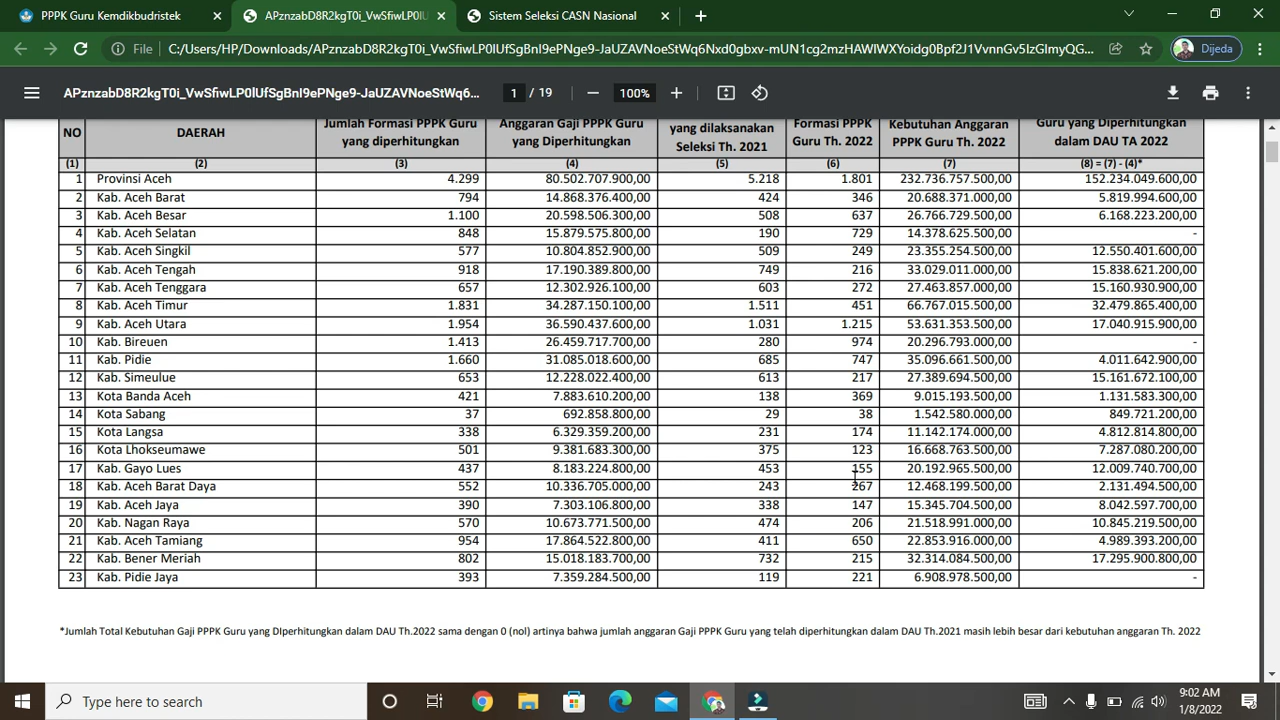 PPPK Guru Kemdikbudristek
APznzabD8R2kgT0i_VwSfiwLP0lUf
Sistem Seleksi CASN Nasional
File C:/Users/HP/Downloads/APznzabD8R2kgT0i_VwSfiwLP0lUfSgBnI9ePNge9-JaUZAVNoeStWq6Nxd0gbxv-mUN1cg2mzHAWlWXYoidg0Bpf2J1VvnnGv5IzGlmyQG...
Dijeda
APznzabD8R2kgT0i_VwSfiwLP0lUfSgBnI9ePNge9-JaUZAVNoeStWq6...
1 / 19
100%
NO DAERAH Jumlah Formasi PPPK Guru yang diperhitungkan Anggaran Gaji PPPK Guru yang Diperhitungkan yang dilaksanakan Seleksi Th. 2021 Formasi PPPK Guru Th. 2022 Kebutuhan Anggaran PPPK Guru Th. 2022 Guru yang Diperhitungkan dalam DAU TA 2022
(1) (2) (3) (4) (5) (6) (7) (8) = (7) - (4)*
1 Provinsi Aceh 4.299 80.502.707.900,00 5.218 1.801 232.736.757.500,00 152.234.049.600,00
2 Kab. Aceh Barat 794 14.868.376.400,00 424 346 20.688.371.000,00 5.819.994.600,00
3 Kab. Aceh Besar 1.100 20.598.506.300,00 508 637 26.766.729.500,00 6.168.223.200,00
4 Kab. Aceh Selatan 848 15.879.575.800,00 190 729 14.378.625.500,00 -
5 Kab. Aceh Singkil 577 10.804.852.900,00 509 249 23.355.254.500,00 12.550.401.600,00
6 Kab. Aceh Tengah 918 17.190.389.800,00 749 216 33.029.011.000,00 15.838.621.200,00
7 Kab. Aceh Tenggara 657 12.302.926.100,00 603 272 27.463.857.000,00 15.160.930.900,00
8 Kab. Aceh Timur 1.831 34.287.150.100,00 1.511 451 66.767.015.500,00 32.479.865.400,00
9 Kab. Aceh Utara 1.954 36.590.437.600,00 1.031 1.215 53.631.353.500,00 17.040.915.900,00
10 Kab. Bireuen 1.413 26.459.717.700,00 280 974 20.296.793.000,00 -
11 Kab. Pidie 1.660 31.085.018.600,00 685 747 35.096.661.500,00 4.011.642.900,00
12 Kab. Simeulue 653 12.228.022.400,00 613 217 27.389.694.500,00 15.161.672.100,00
13 Kota Banda Aceh 421 7.883.610.200,00 138 369 9.015.193.500,00 1.131.583.300,00
14 Kota Sabang 37 692.858.800,00 29 38 1.542.580.000,00 849.721.200,00
15 Kota Langsa 338 6.329.359.200,00 231 174 11.142.174.000,00 4.812.814.800,00
16 Kota Lhokseumawe 501 9.381.683.300,00 375 123 16.668.763.500,00 7.287.080.200,00
17 Kab. Gayo Lues 437 8.183.224.800,00 453 155 20.192.965.500,00 12.009.740.700,00
18 Kab. Aceh Barat Daya 552 10.336.705.000,00 243 267 12.468.199.500,00 2.131.494.500,00
19 Kab. Aceh Jaya 390 7.303.106.800,00 338 147 15.345.704.500,00 8.042.597.700,00
20 Kab. Nagan Raya 570 10.673.771.500,00 474 206 21.518.991.000,00 10.845.219.500,00
21 Kab. Aceh Tamiang 954 17.864.522.800,00 411 650 22.853.916.000,00 4.989.393.200,00
22 Kab. Bener Meriah 802 15.018.183.700,00 732 215 32.314.084.500,00 17.295.900.800,00
23 Kab. Pidie Jaya 393 7.359.284.500,00 119 221 6.908.978.500,00 -
*Jumlah Total Kebutuhan Gaji PPPK Guru yang DIperhitungkan dalam DAU Th.2022 sama dengan 0 (nol) artinya bahwa jumlah anggaran Gaji PPPK Guru yang telah diperhitungkan dalam DAU Th.2021 masih lebih besar dari kebutuhan anggaran Th. 2022
Type here to search
9:02 AM
1/8/2022